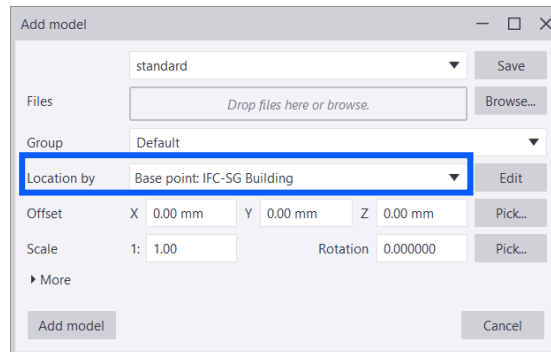 Add model
standard Save
Files Drop files here or browse. Browse...
Group Default
Location by Base point: IFC-SG Building Edit
Offset X 0.00 mm Y 0.00 mm Z 0.00 mm Pick...
Scale 1: 1.00 Rotation 0.000000 Pick...
More
Add model Cancel